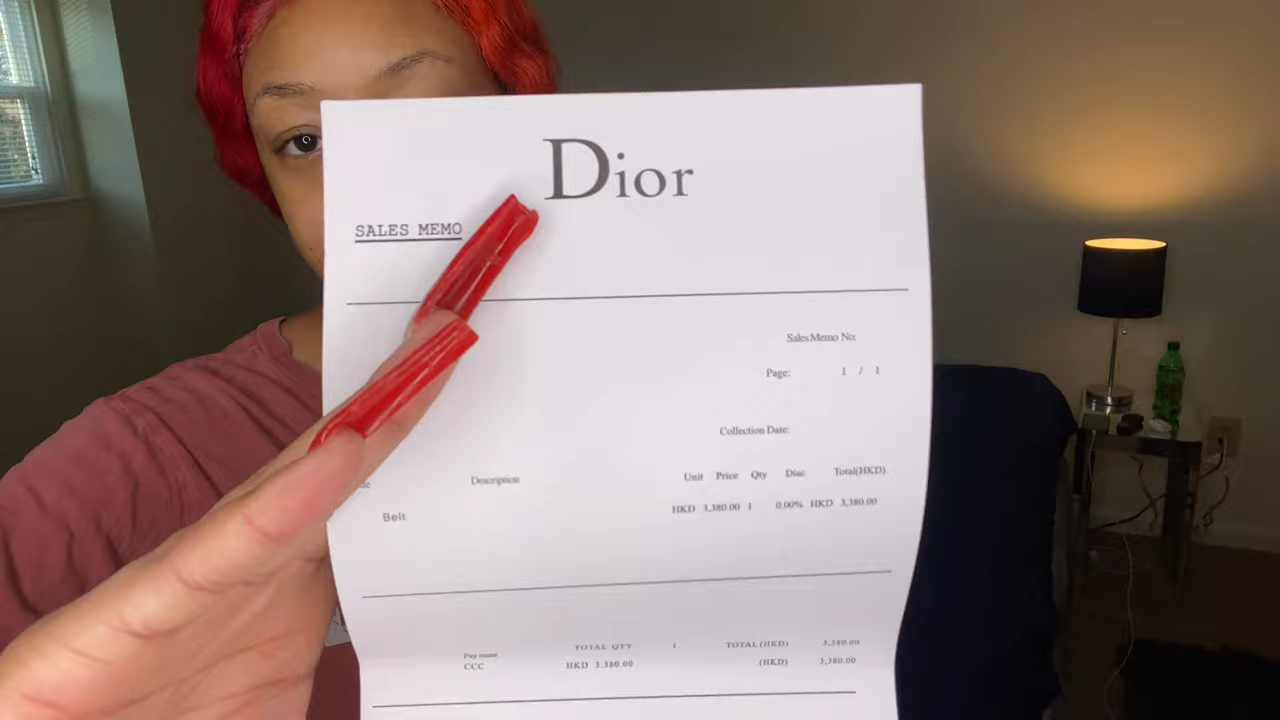 Dior
SALES MEMO
Sales Memo No:
Page: 1 / 1
Collection Date:
Description Unit Price Qty Disc Total(HKD)
Belt HKD 3,380.00 1 0.00% HKD 3,380.00
TOTAL QTY 1 TOTAL (HKD) 3,380.00
Pay name
CCC HKD 3.380.00 (HKD) 3,380.00